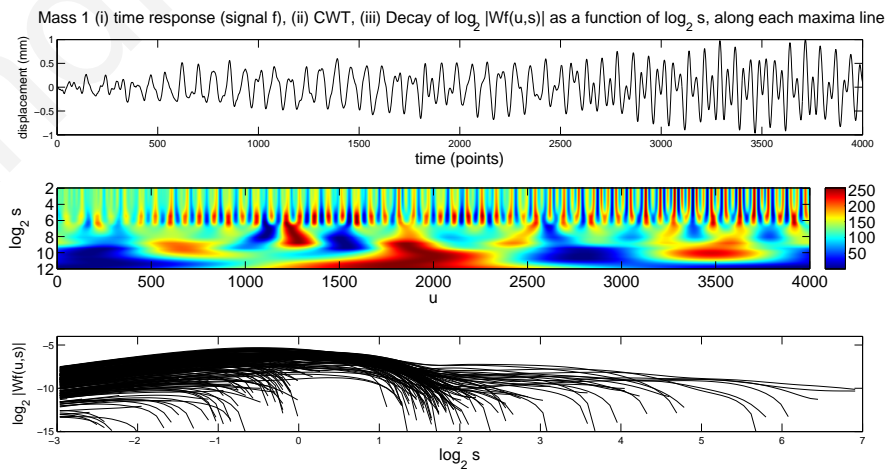 Mass 1 (i) time response (signal f), (ii) CWT, (iii) Decay of log2 |Wf(u,s)| as a function of log2 s, along each maxima line
displacement (mm)
1
0.5
0
−0.5
−1
0 500 1000 1500 2000 2500 3000 3500 4000
time (points)
log2 s
2
4
6
8
10
12
0 500 1000 1500 2000 2500 3000 3500 4000
u
250
200
150
100
50
log2 |Wf(u,s)|
−5
−10
−15
−3 −2 −1 0 1 2 3 4 5 6 7
log2 s